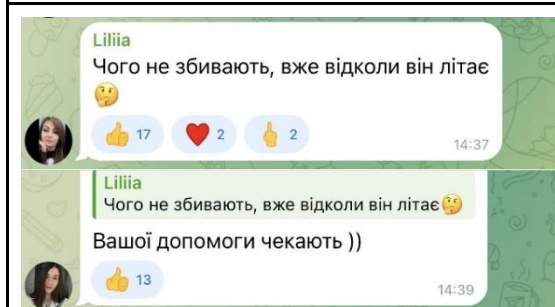 Liliia
Чого не збивають, вже відколи він літає
🤔
👍 17 ❤️ 2 🖕 2
14:37
Liliia
Чого не збивають, вже відколи він літає🤔
Вашої допомоги чекають ))
👍 13
14:39